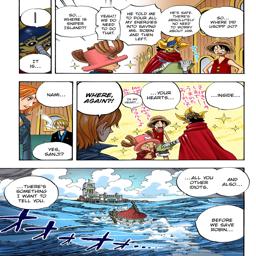 SO...
WHERE DID
USOPP GO?
HE'S SAFE.
THERE'S
ABSOLUTELY
NO NEED
TO WORRY
ABOUT HIM.
HE TOLD ME
TO POUR ALL
MY ENERGIES
INTO SAVING
MS. ROBIN
AND THEN
LEFT.
YEAH!
WE DO
NEED
TO DO
THAT.
SO...
WHERE IS
SNIPER
ISLAND?
IT
IS...
...INSIDE...
...YOUR
HEARTS...
WHERE,
AGAIN?!
NAMI...
YES,
SANJI?
BEFORE
WE SAVE
ROBIN...
AND
ALSO...
...ALL YOU
OTHER
IDIOTS.
THERE'S
SOMETHING
I WANT TO
TELL YOU.